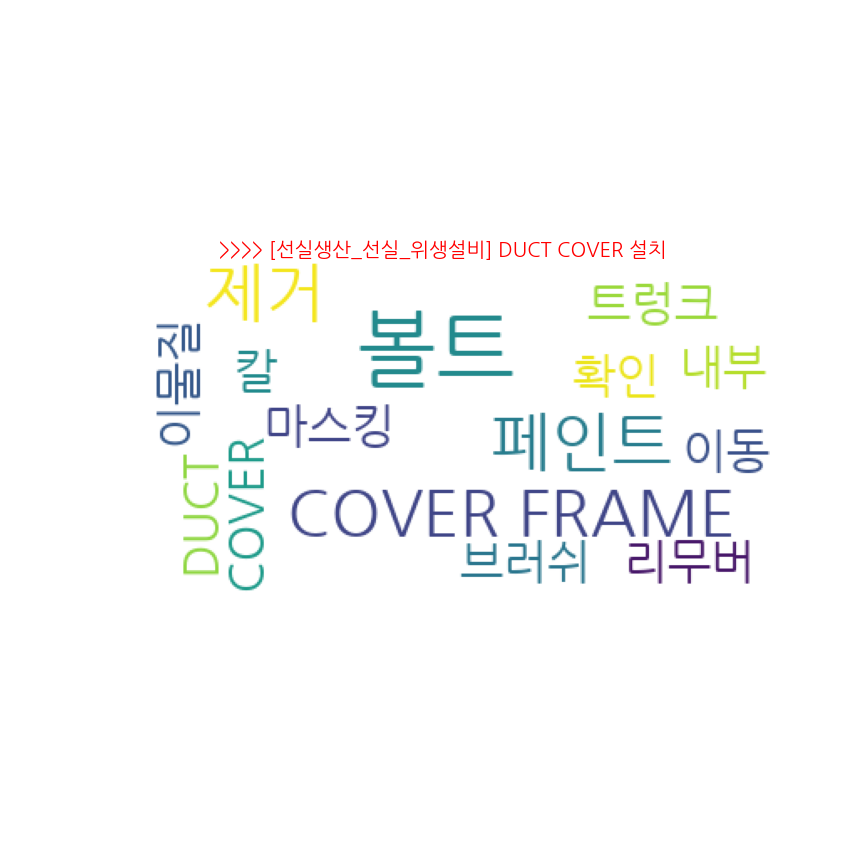 >>>> [선실생산_선실_위생설비] DUCT COVER 설치
제거
트렁크
볼트
이물질
칼
확인
내부
마스킹
페인트
이동
DUCT
COVER
COVER FRAME
브러쉬
리무버